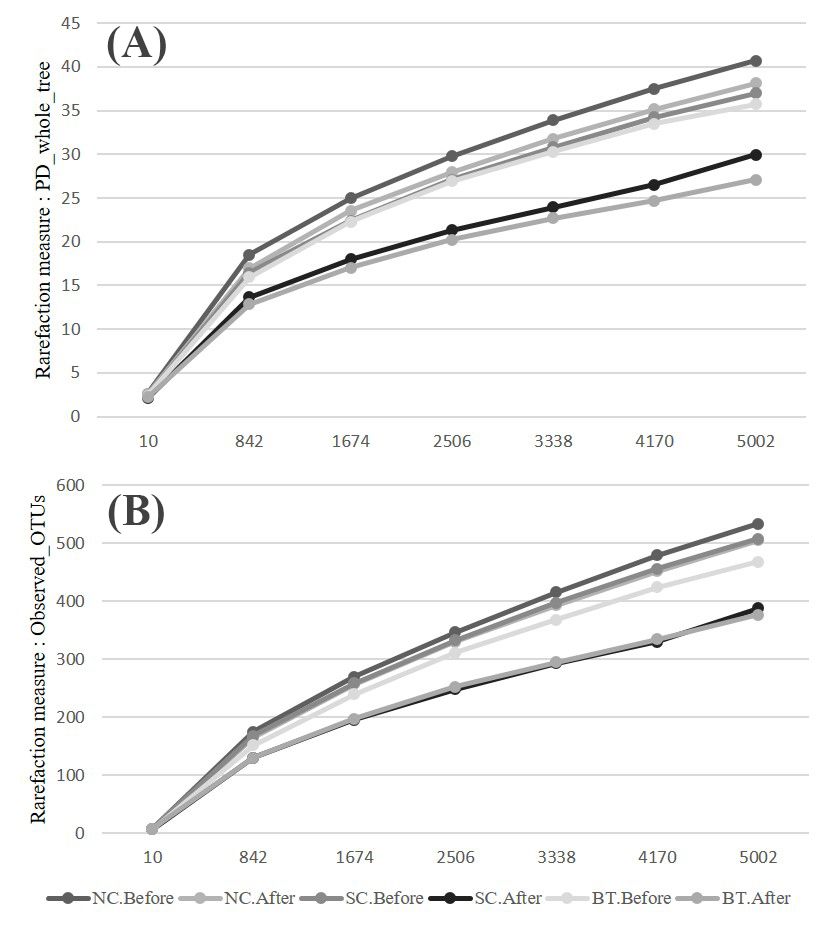 (A)
Rarefaction measure : PD_whole_tree
45
40
35
30
25
20
15
10
5
0
10 842 1674 2506 3338 4170 5002
(B)
Rarefaction measure : Observed_OTUs
600
500
400
300
200
100
0
10 842 1674 2506 3338 4170 5002
NC.Before NC.After SC.Before SC.After BT.Before BT.After